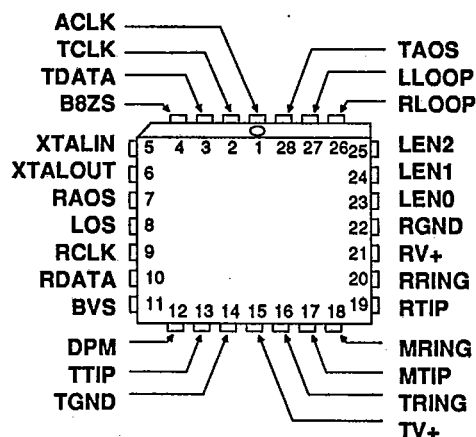 ACLK
TCLK TAOS
TDATA LLOOP
B8ZS RLOOP
4 3 2 1 28 27 26
XTALIN 5 25 LEN2
XTALOUT 6 24 LEN1
RAOS 7 23 LEN0
LOS 8 22 RGND
RCLK 9 21 RV+
RDATA 10 20 RRING
BVS 11 19 RTIP
12 13 14 15 16 17 18
DPM MRING
TTIP MTIP
TGND TRING
TV+